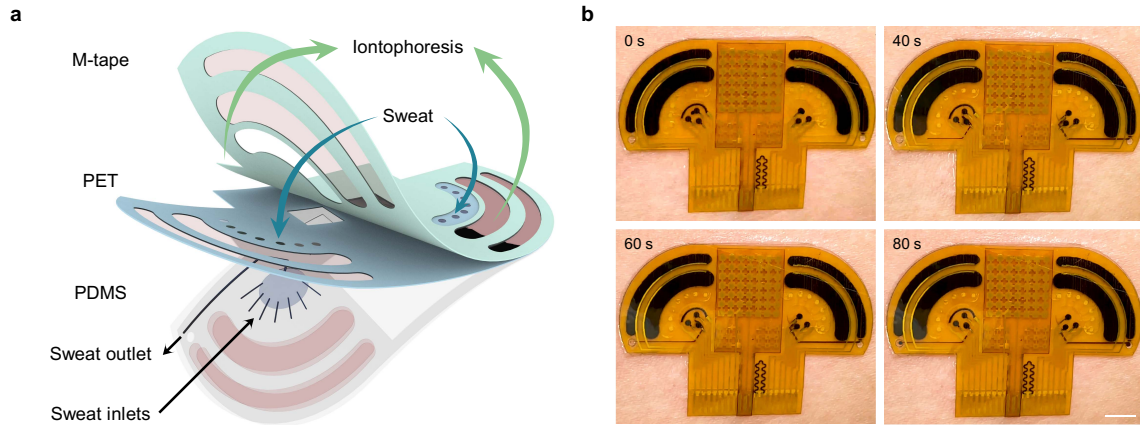 a
M-tape
Iontophoresis
Sweat
PET
PDMS
Sweat outlet
Sweat inlets
b
0 s
40 s
60 s
80 s